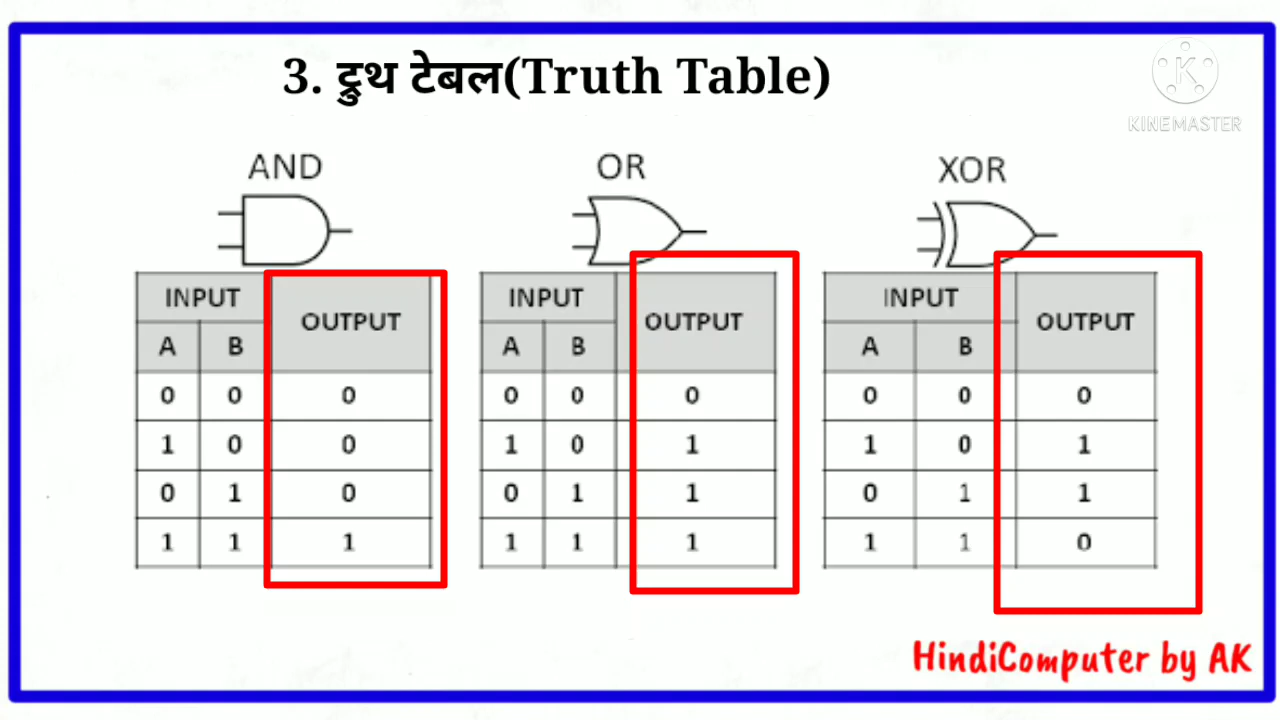 3. ट्रुथ टेबल(Truth Table)
KINEMASTER
AND
OR
XOR
INPUT OUTPUT
A B
0 0 0
1 0 0
0 1 0
1 1 1
INPUT OUTPUT
A B
0 0 0
1 0 1
0 1 1
1 1 1
INPUT OUTPUT
A B
0 0 0
1 0 1
0 1 1
1 1 0
HindiComputer by AK